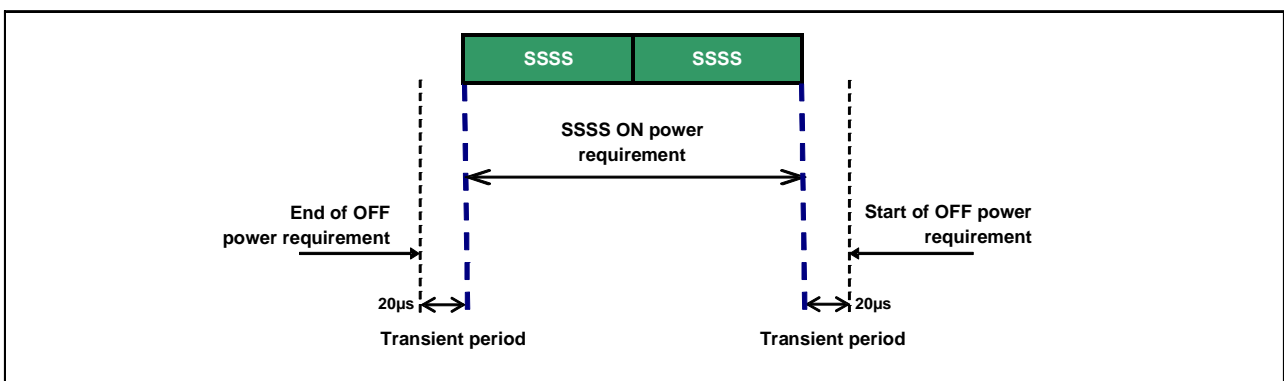 SSSS SSSS
SSSS ON power
requirement
End of OFF
power requirement
Start of OFF power
requirement
20µs
20µs
Transient period
Transient period